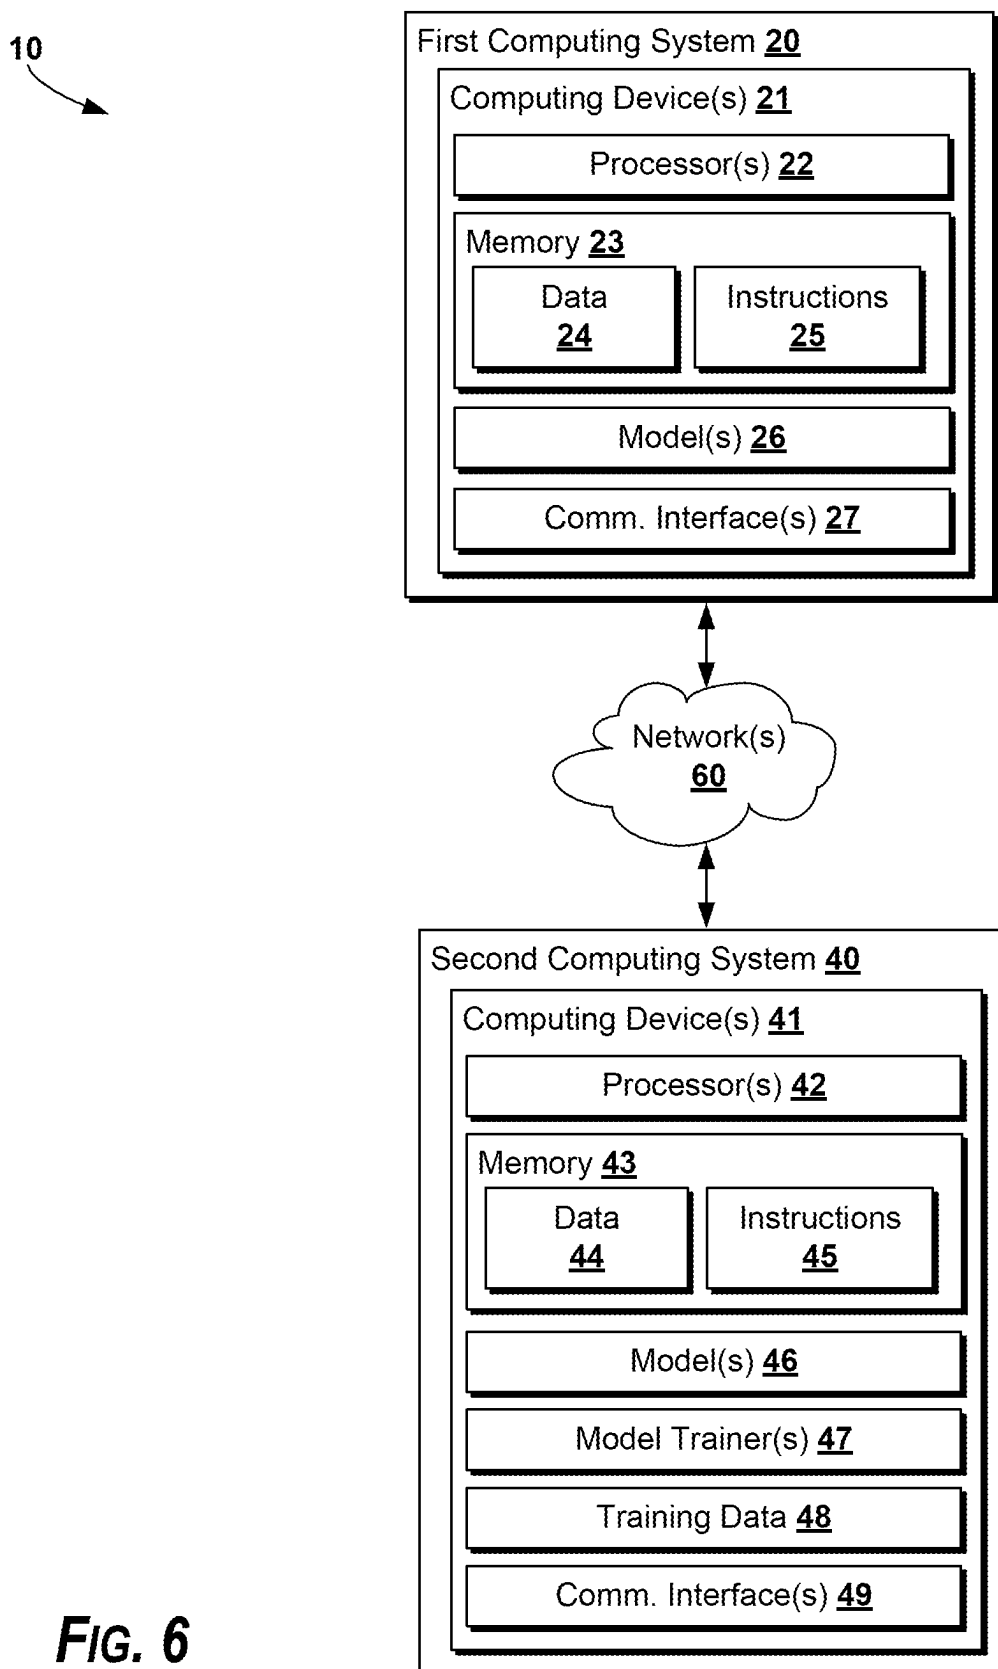 10
First Computing System 20
Computing Device(s) 21
Processor(s) 22
Memory 23
Data
24
Instructions
25
Model(s) 26
Comm. Interface(s) 27
Network(s)
60
Second Computing System 40
Computing Device(s) 41
Processor(s) 42
Memory 43
Data
44
Instructions
45
Model(s) 46
Model Trainer(s) 47
Training Data 48
Comm. Interface(s) 49
FIG. 6